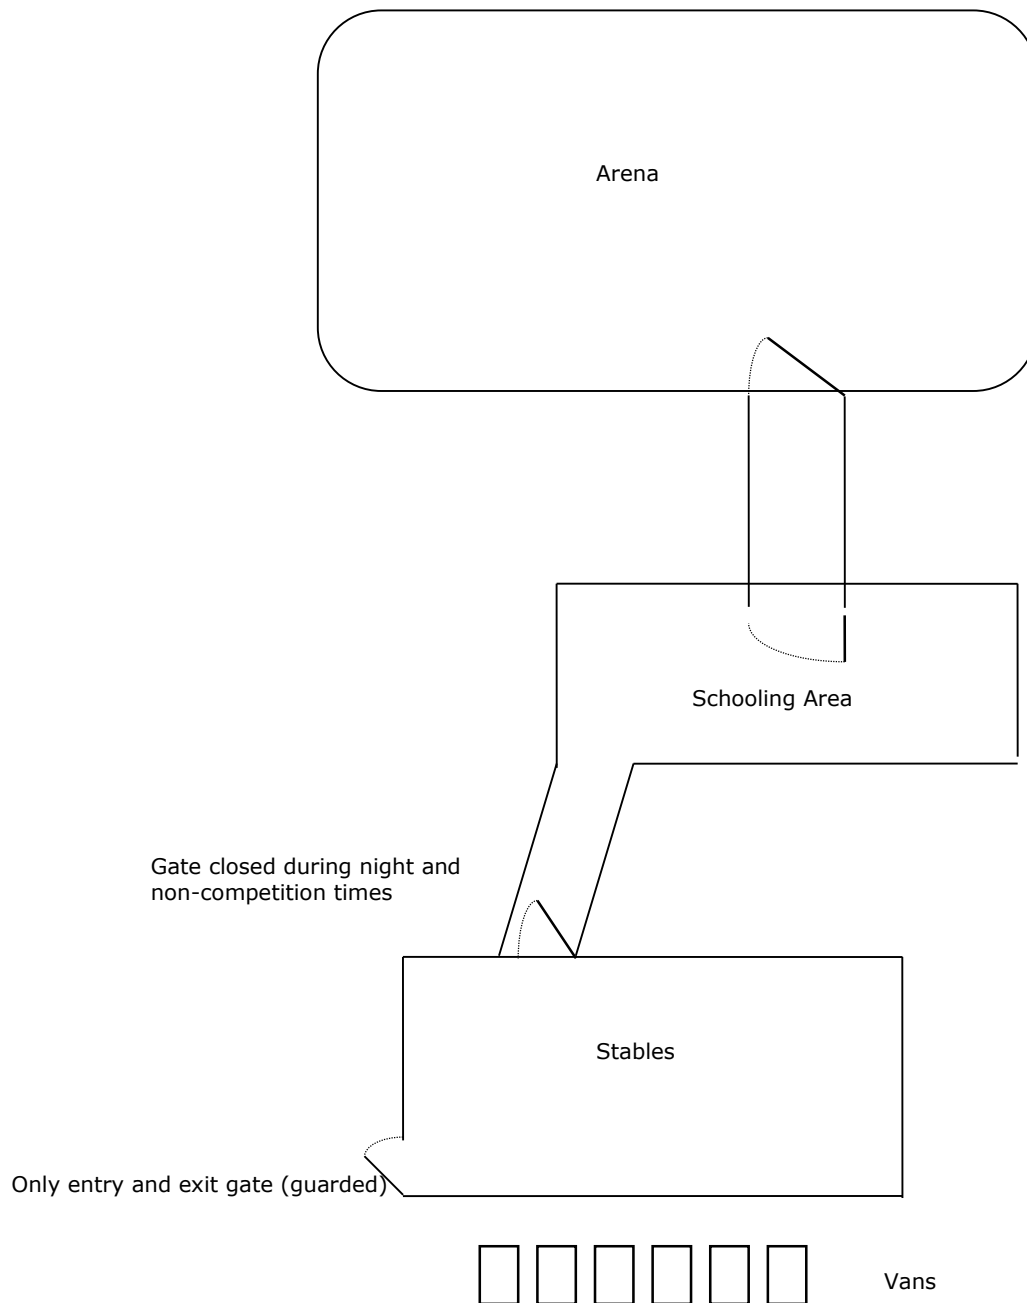 Arena
Schooling Area
Gate closed during night and
non-competition times
Stables
Only entry and exit gate (guarded)
Vans